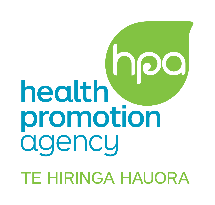 hpa
health
promotion
agency
TE HIRINGA HAUORA